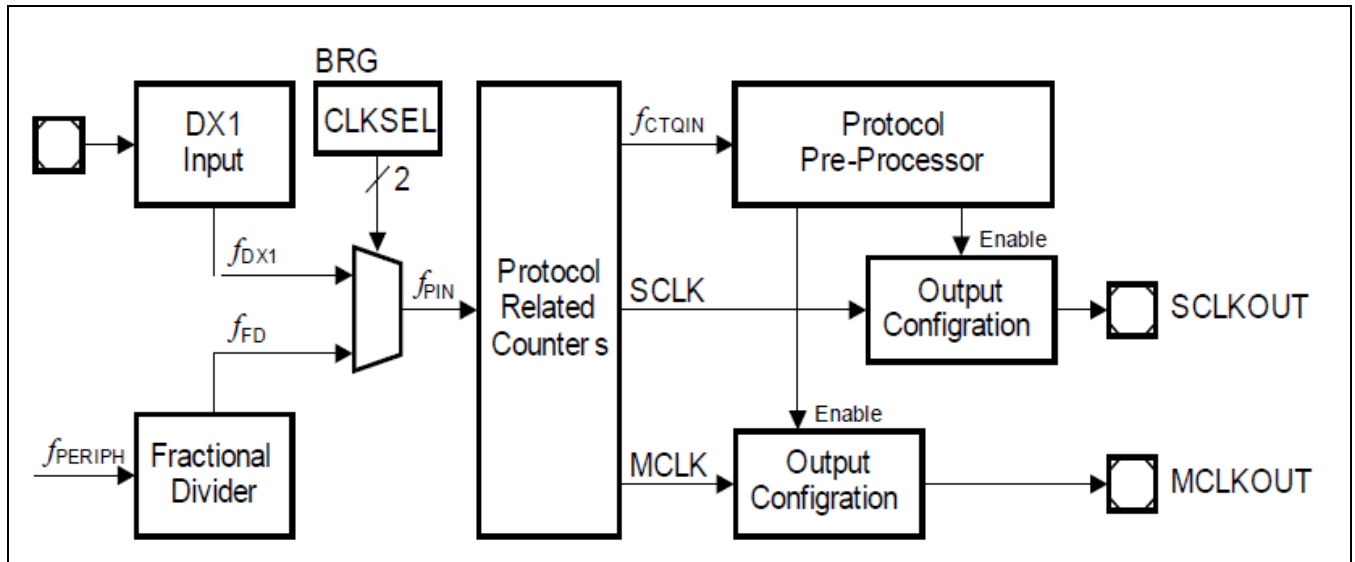 BRG
CLKSEL
2
DX1
Input
fDX1
fFD
fPERIPH
Fractional
Divider
fPIN
Protocol
Related
Counter s
fCTQIN
Protocol
Pre-Processor
Enable
SCLK
Output
Configration
SCLKOUT
Enable
MCLK
Output
Configration
MCLKOUT